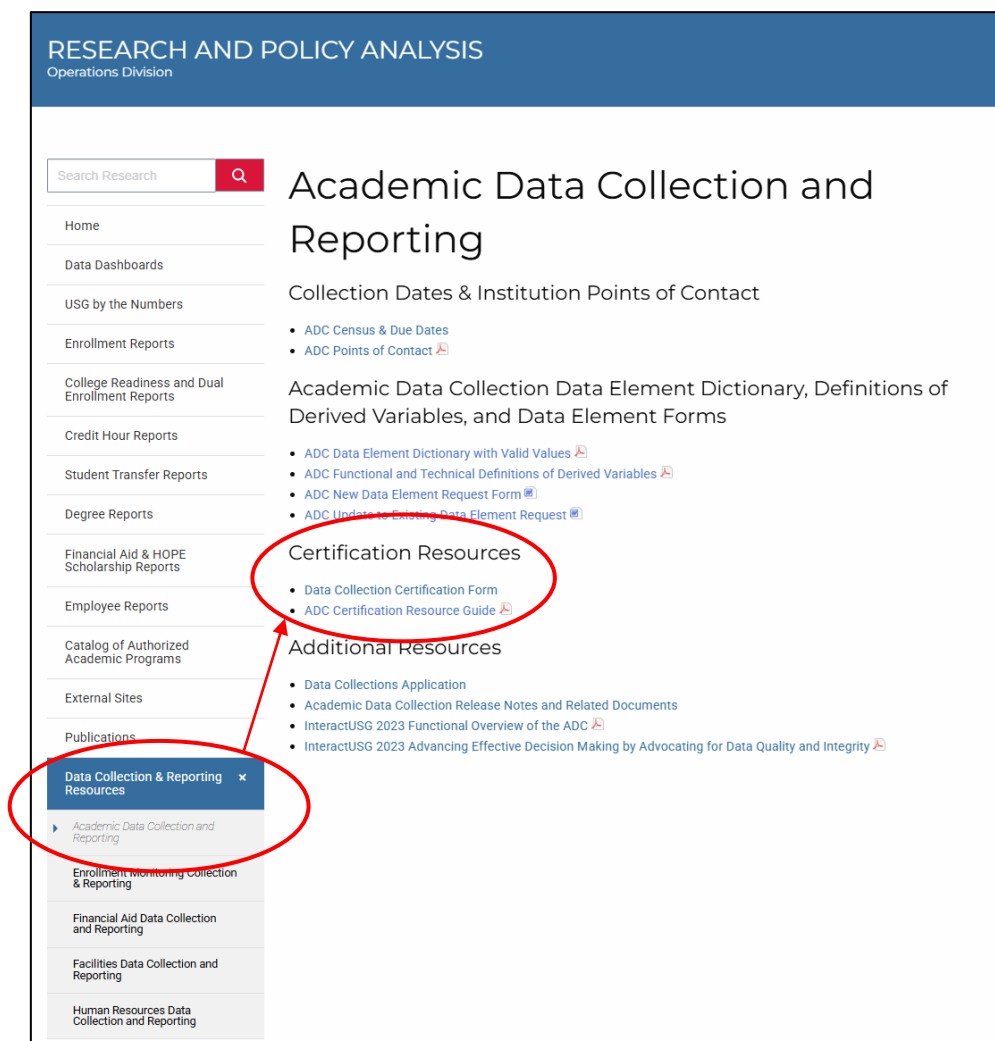 RESEARCH AND POLICY ANALYSIS
Operations Division
Search Research
Home
Data Dashboards
USG by the Numbers
Enrollment Reports
College Readiness and Dual
Enrollment Reports
Credit Hour Reports
Student Transfer Reports
Degree Reports
Financial Aid & HOPE
Scholarship Reports
Employee Reports
Catalog of Authorized
Academic Programs
External Sites
Publications
Data Collection & Reporting
Resources
Academic Data Collection and
Reporting
Enrollment Monitoring Collection
& Reporting
Financial Aid Data Collection
and Reporting
Facilities Data Collection and
Reporting
Human Resources Data
Collection and Reporting
Academic Data Collection and
Reporting
Collection Dates & Institution Points of Contact
ADC Census & Due Dates
ADC Points of Contact
Academic Data Collection Data Element Dictionary, Definitions of
Derived Variables, and Data Element Forms
ADC Data Element Dictionary with Valid Values
ADC Functional and Technical Definitions of Derived Variables
ADC New Data Element Request Form
ADC Update to Existing Data Element Request
Certification Resources
Data Collection Certification Form
ADC Certification Resource Guide
Additional Resources
Data Collections Application
Academic Data Collection Release Notes and Related Documents
InteractUSG 2023 Functional Overview of the ADC
InteractUSG 2023 Advancing Effective Decision Making by Advocating for Data Quality and Integrity